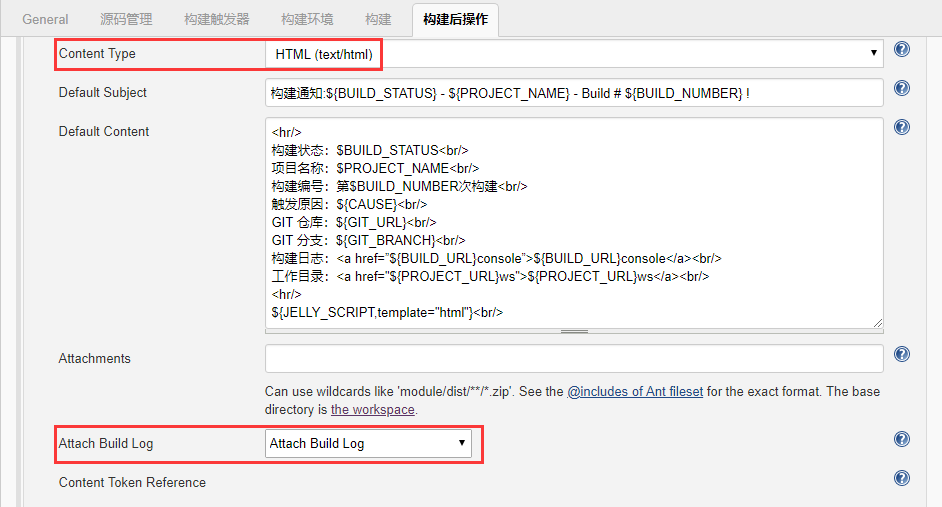 General 源码管理 构建触发器 构建环境 构建 构建后操作
Content Type HTML (text/html)
Default Subject 构建通知:${BUILD_STATUS} - ${PROJECT_NAME} - Build # ${BUILD_NUMBER} !
Default Content
<hr/>
构建状态：$BUILD_STATUS<br/>
项目名称：$PROJECT_NAME<br/>
构建编号：第$BUILD_NUMBER次构建<br/>
触发原因：${CAUSE}<br/>
GIT 仓库：${GIT_URL}<br/>
GIT 分支：${GIT_BRANCH}<br/>
构建日志：<a href="${BUILD_URL}console">${BUILD_URL}console</a><br/>
工作目录：<a href="${PROJECT_URL}ws">${PROJECT_URL}ws</a><br/>
<hr/>
${JELLY_SCRIPT,template="html"}<br/>
Attachments
Can use wildcards like 'module/dist/**/*.zip'. See the @includes of Ant fileset for the exact format. The base
directory is the workspace.
Attach Build Log Attach Build Log
Content Token Reference